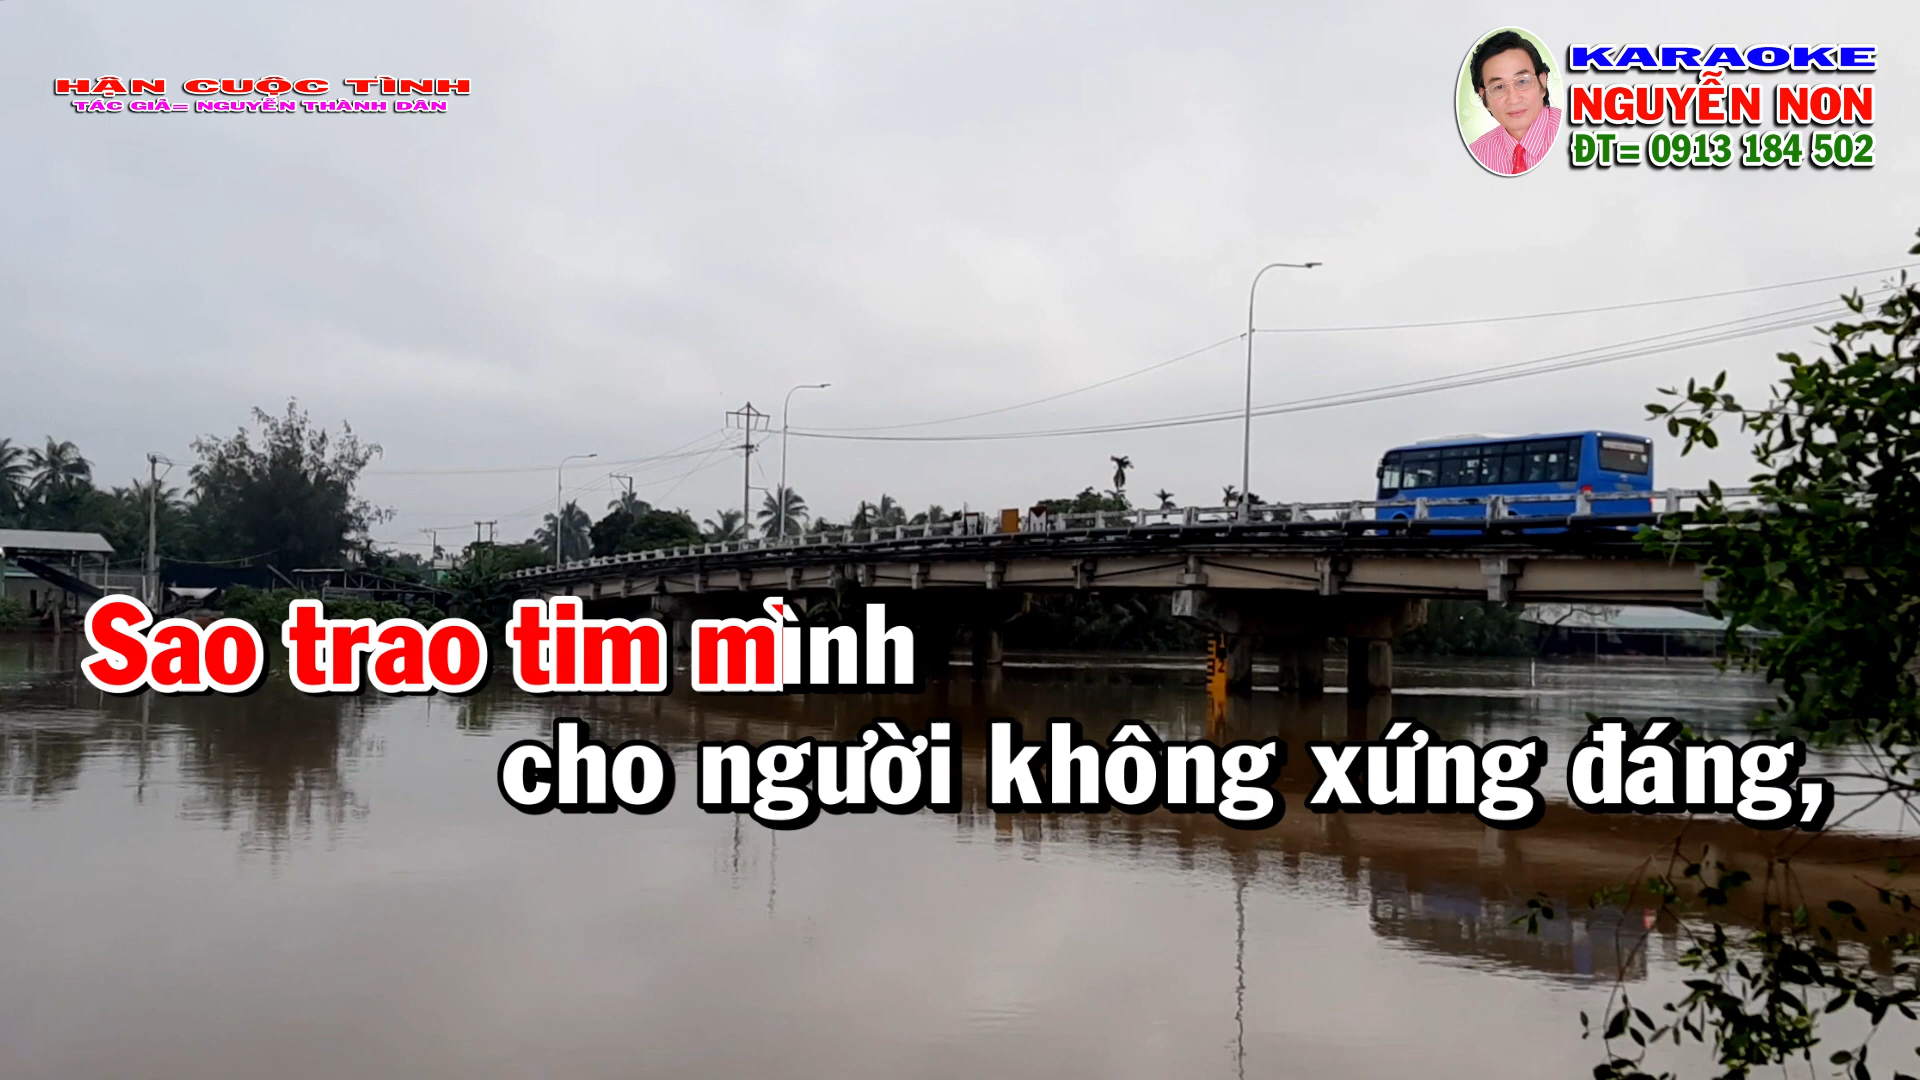 HẬN CUỘC TÌNH
TÁC GIẢ= NGUYỄN THÀNH DÂN
KARAOKE
NGUYỄN NON
ĐT= 0913 184 502
Sao trao tim mình
cho người không xứng đáng,